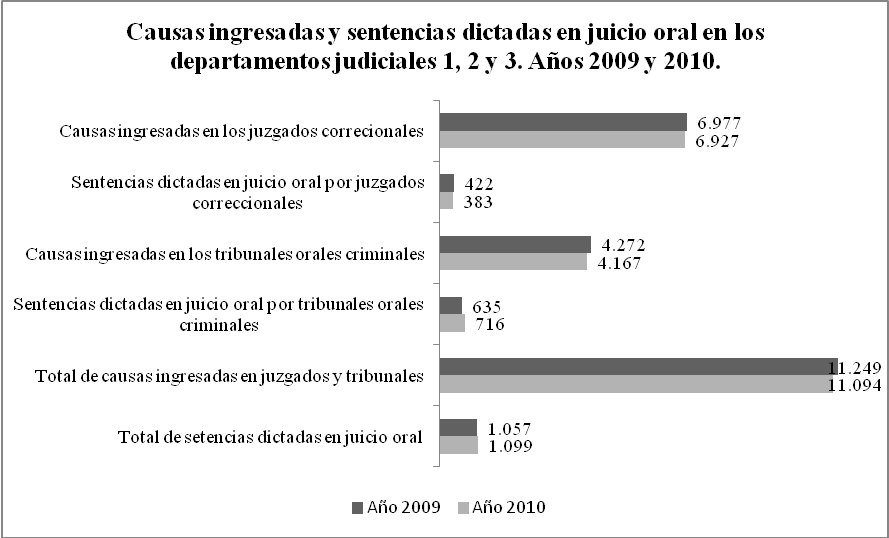 Causas ingresadas y sentencias dictadas en juicio oral en los
departamentos judiciales 1, 2 y 3. Años 2009 y 2010.
Causas ingresadas en los juzgados correcionales
6.977
6.927
Sentencias dictadas en juicio oral por juzgados
correccionales
422
383
Causas ingresadas en los tribunales orales criminales
4.272
4.167
Sentencias dictadas en juicio oral por tribunales orales
criminales
635
716
Total de causas ingresadas en juzgados y tribunales
11.249
11.094
Total de setencias dictadas en juicio oral
1.057
1.099
Año 2009 Año 2010